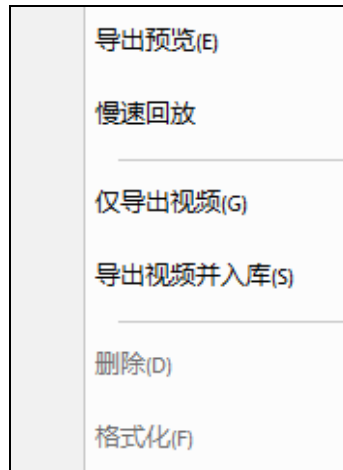 导出预览(E)
慢速回放
仅导出视频(G)
导出视频并入库(S)
删除(D)
格式化(F)